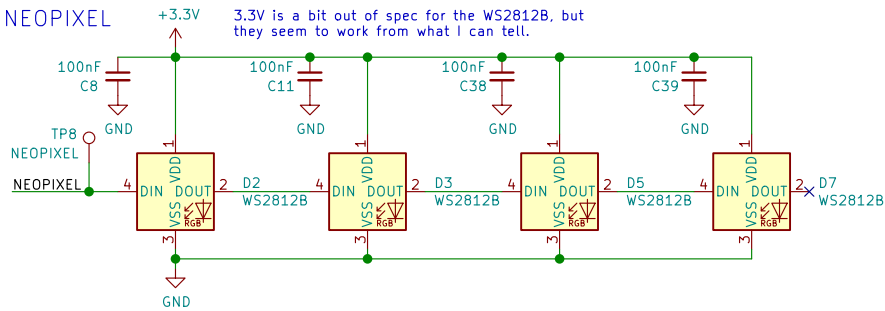 NEOPIXEL
+3.3V
3.3V is a bit out of spec for the WS2812B, but
they seem to work from what I can tell.
100nF
C8
GND
100nF
C11
GND
100nF
C38
GND
100nF
C39
GND
TP8
NEOPIXEL
NEOPIXEL
4
DIN
1
VDD
DOUT
2
VSS
3
RGB
D2
WS2812B
4
DIN
1
VDD
DOUT
2
VSS
3
RGB
D3
WS2812B
4
DIN
1
VDD
DOUT
2
VSS
3
RGB
D5
WS2812B
4
DIN
1
VDD
DOUT
2
VSS
3
RGB
D7
WS2812B
GND